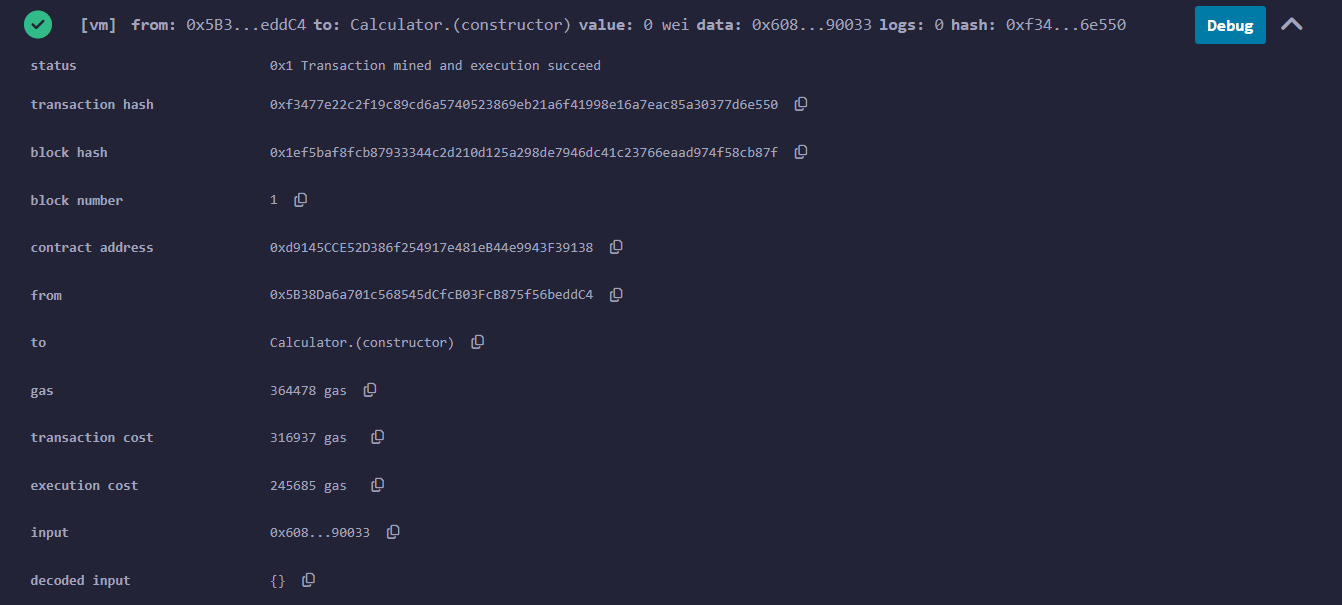 [vm] from: 0x5B3...eddC4 to: Calculator.(constructor) value: 0 wei data: 0x608...90033 logs: 0 hash: 0xf34...6e550 Debug
status 0x1 Transaction mined and execution succeed
transaction hash 0xf3477e22c2f19c89cd6a5740523869eb21a6f41998e16a7eac85a30377d6e550
block hash 0x1ef5baf8fcb87933344c2d210d125a298de7946dc41c23766eaad974f58cb87f
block number 1
contract address 0xd9145CCE52D386f254917e481eB44e9943F39138
from 0x5B38Da6a701c568545dCfcB03FcB875f56beddC4
to Calculator.(constructor)
gas 364478 gas
transaction cost 316937 gas
execution cost 245685 gas
input 0x608...90033
decoded input {}